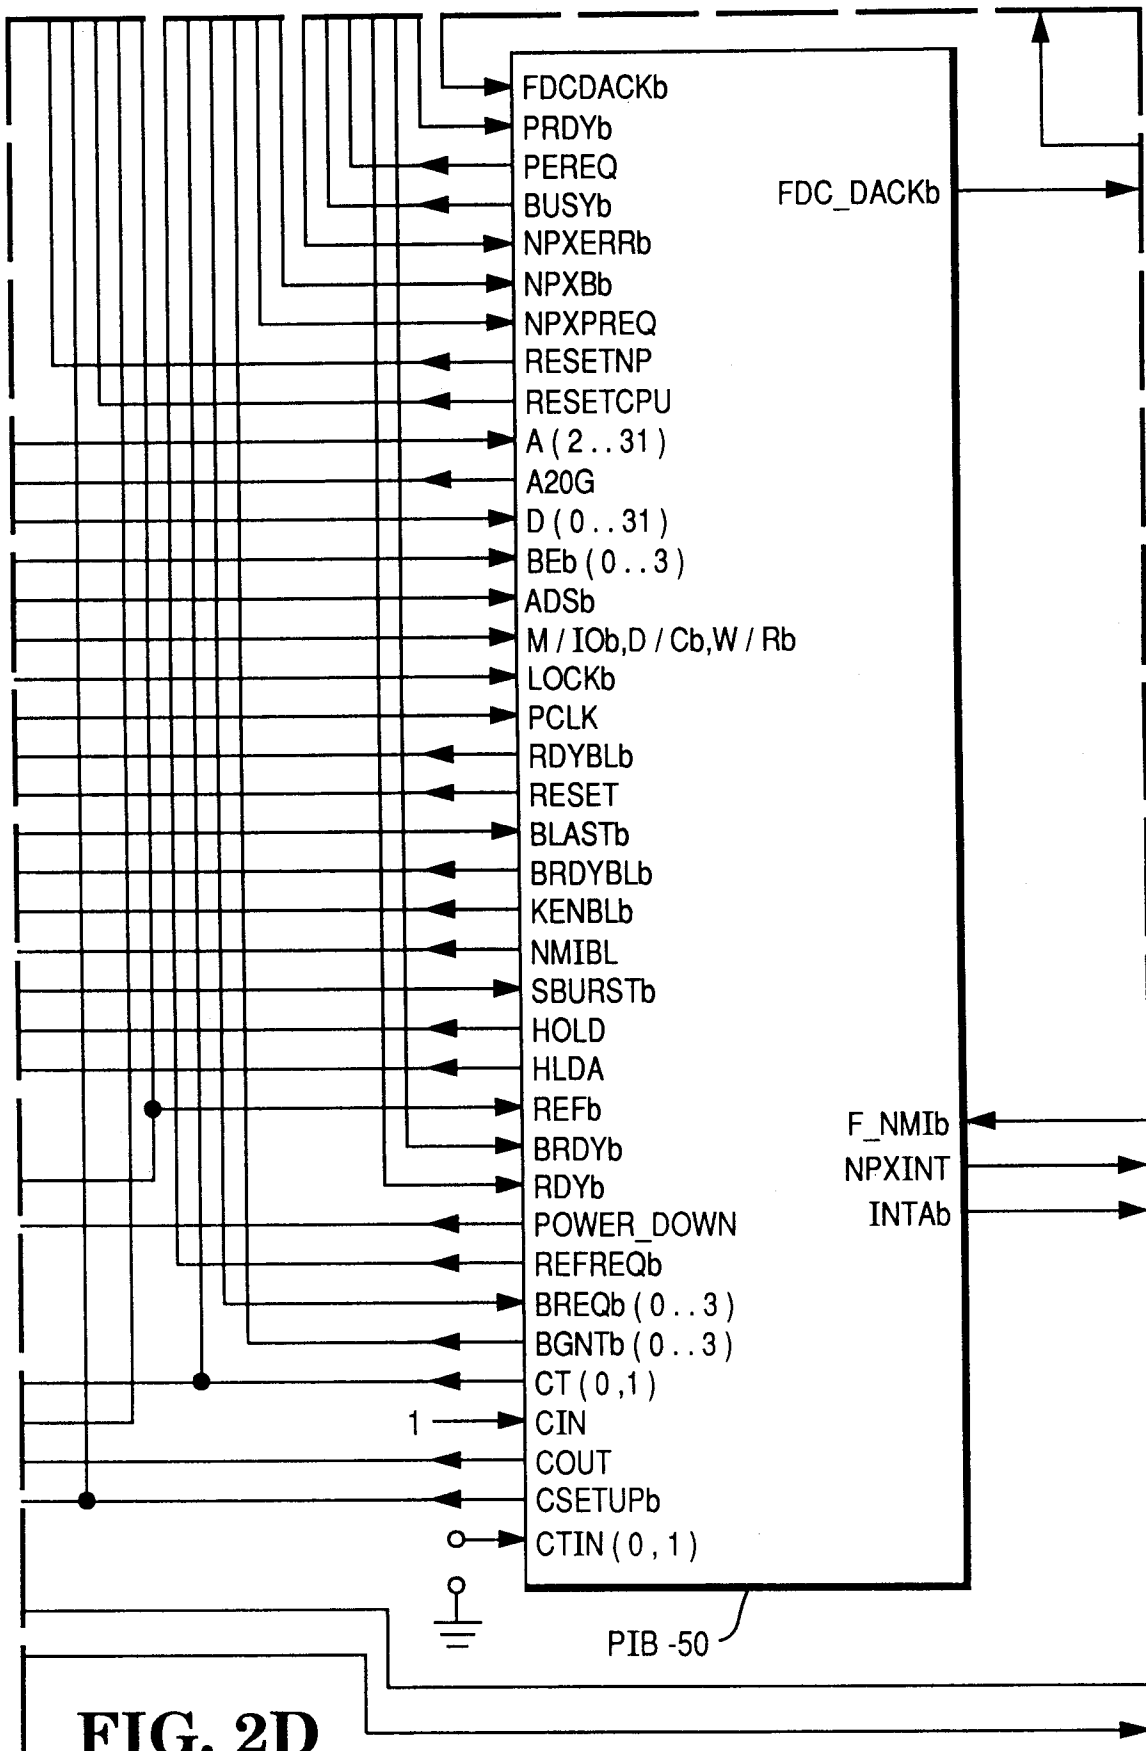 FDCDACKb
PRDYb
PEREQ
BUSYb
NPXERRb
NPXBb
NPXPREQ
RESETNP
RESETCPU
A(2..31)
A20G
D(0..31)
BEb(0..3)
ADSb
M/IOb,D/Cb,W/Rb
LOCKb
PCLK
RDYBLb
RESET
BLASTb
BRDYBLb
KENBLb
NMIBL
SBURSTb
HOLD
HLDA
REFb
BRDYb
RDYb
POWER_DOWN
REFREQb
BREQb(0..3)
BGNTb(0..3)
CT(0,1)
1 CIN
COUT
CSETUPb
CTIN(0,1)
FDC_DACKb
F_NMIb
NPXINT
INTAb
PIB-50
FIG. 2D